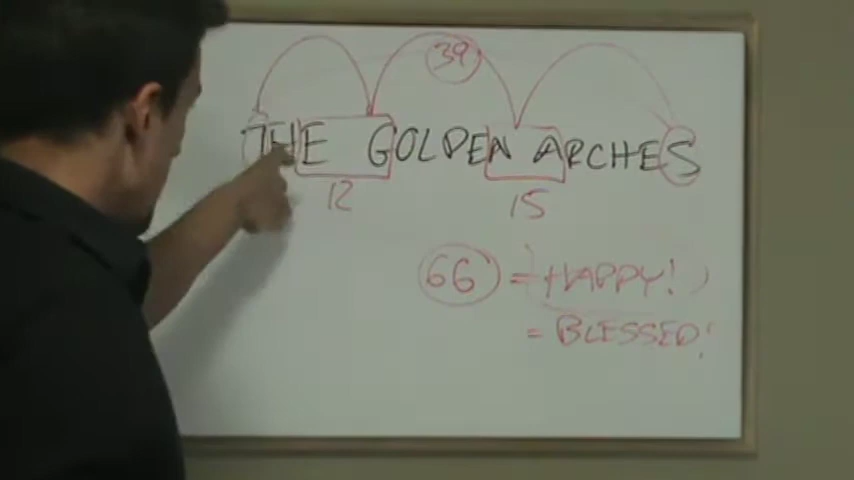 39
THE GOLDEN ARCHES
12 15
66 = HAPPY!
= BLESSED!